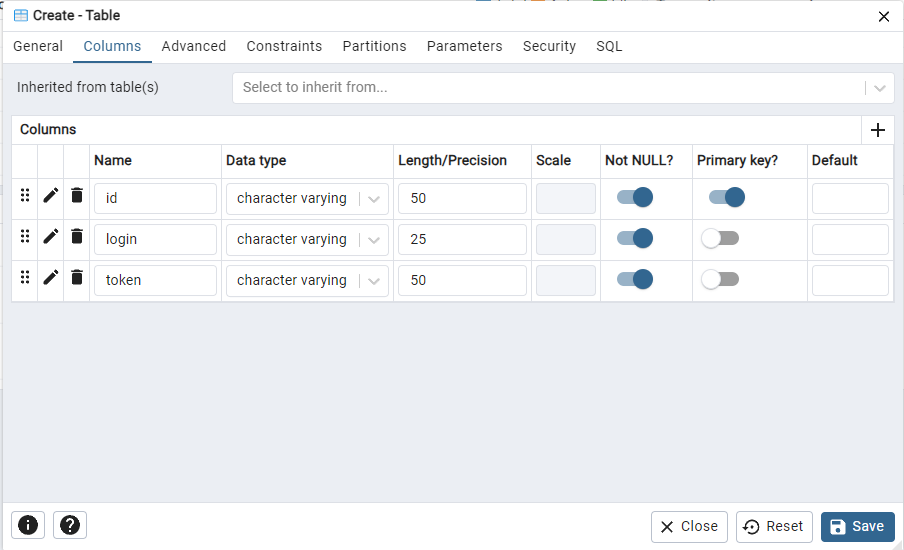 Create - Table
General Columns Advanced Constraints Partitions Parameters Security SQL
Inherited from table(s) Select to inherit from...
Columns
Name Data type Length/Precision Scale Not NULL? Primary key? Default
id character varying 50
login character varying 25
token character varying 50
Close Reset Save